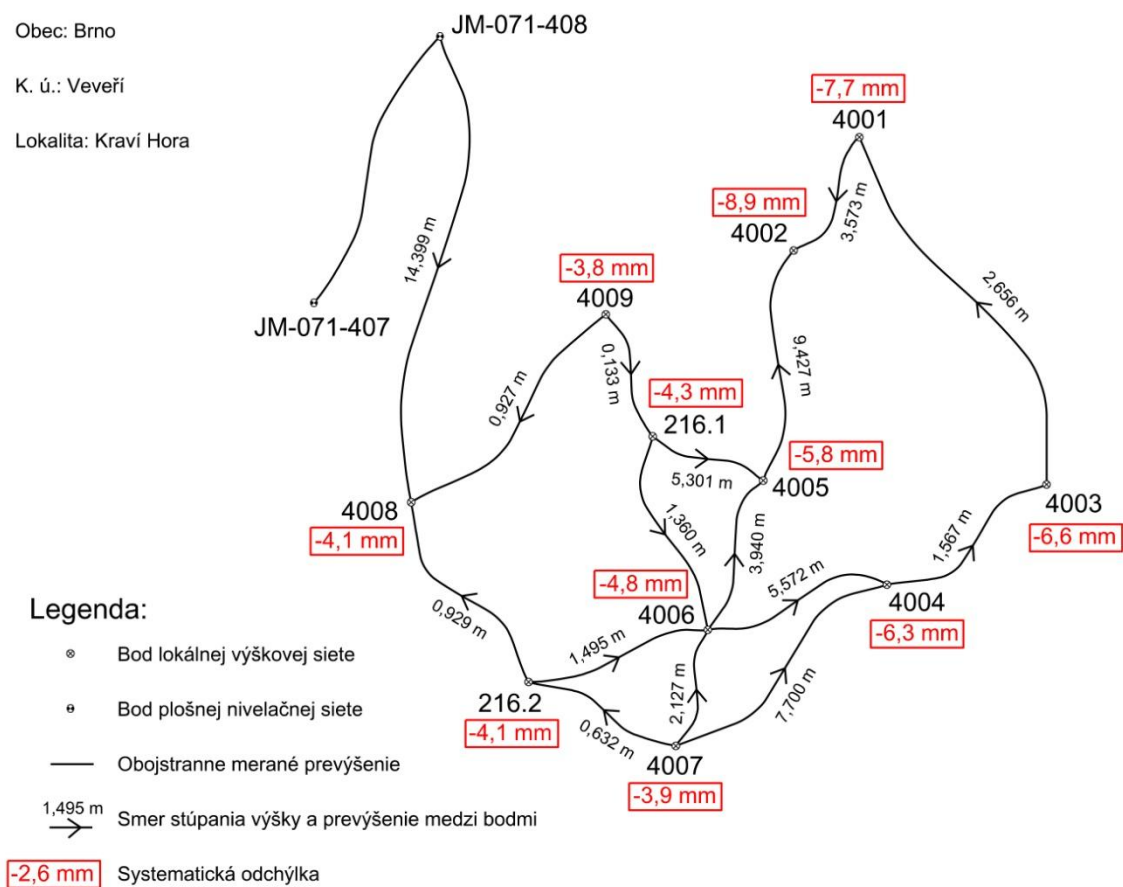 Obec: Brno
K. ú.: Veveří
Lokalita: Kraví Hora
JM-071-408
-7,7 mm
4001
-8,9 mm
4002
3,573 m
14,399 m
-3,8 mm
4009
2,656 m
JM-071-407
0,133 m
9,427 m
0,927 m
-4,3 mm
216.1
-5,8 mm
5,301 m
4005
4008
-4,1 mm
1,360 m
3,940 m
4003
-6,6 mm
1,567 m
-4,8 mm
4006
5,572 m
4004
-6,3 mm
0,929 m
1,495 m
2,127 m
7,700 m
216.2
-4,1 mm
0,632 m
4007
-3,9 mm
Legenda:
Bod lokálnej výškovej siete
Bod plošnej nivelačnej siete
Obojstranne merané prevýšenie
1,495 m Smer stúpania výšky a prevýšenie medzi bodmi
-2,6 mm Systematická odchýlka